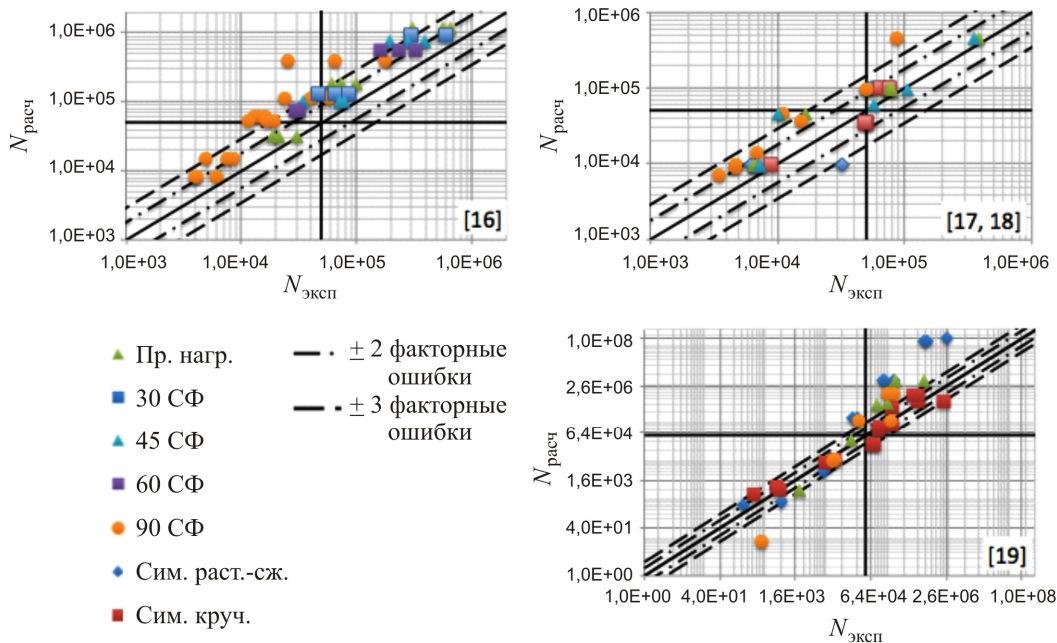 1,0E+06
1,0E+05
1,0E+04
1,0E+03
Nрасч
[16]
1,0E+03 1,0E+04 1,0E+05 1,0E+06
Nэксп
1,0E+06
1,0E+05
1,0E+04
1,0E+03
Nрасч
[17, 18]
1,0E+03 1,0E+04 1,0E+05 1,0E+06
Nэксп
Пр. нагр.
30 СФ
45 СФ
60 СФ
90 СФ
Сим. раст.-сж.
Сим. круч.
± 2 факторные
ошибки
± 3 факторные
ошибки
1,0E+08
2,6E+06
6,4E+04
1,6E+03
4,0E+01
1,0E+00
Nрасч
[19]
1,0E+00 4,0E+01 1,6E+03 6,4E+04 2,6E+06 1,0E+08
Nэксп